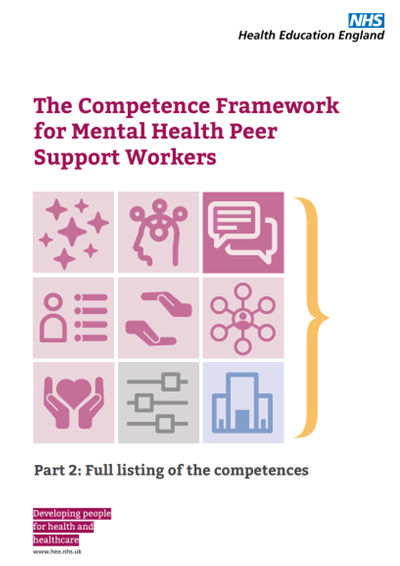 NHS
Health Education England
The Competence Framework
for Mental Health Peer
Support Workers
Part 2: Full listing of the competences
Developing people
for health and
healthcare
www.hee.nhs.uk